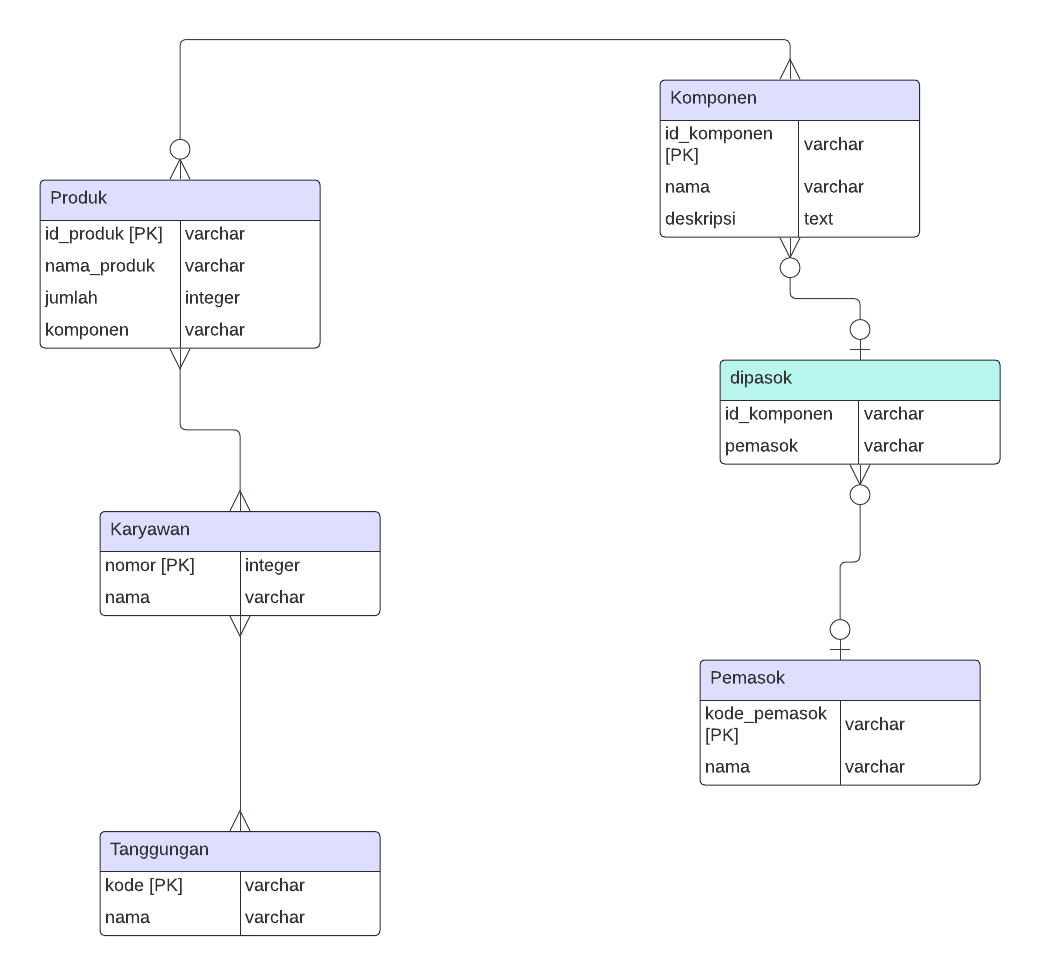 Komponen
id_komponen
[PK]
varchar
nama
varchar
deskripsi
text
Produk
id_produk [PK]
varchar
nama_produk
varchar
jumlah
integer
komponen
varchar
dipasok
id_komponen
varchar
pemasok
varchar
Karyawan
nomor [PK]
integer
nama
varchar
Pemasok
kode_pemasok
[PK]
varchar
nama
varchar
Tanggungan
kode [PK]
varchar
nama
varchar